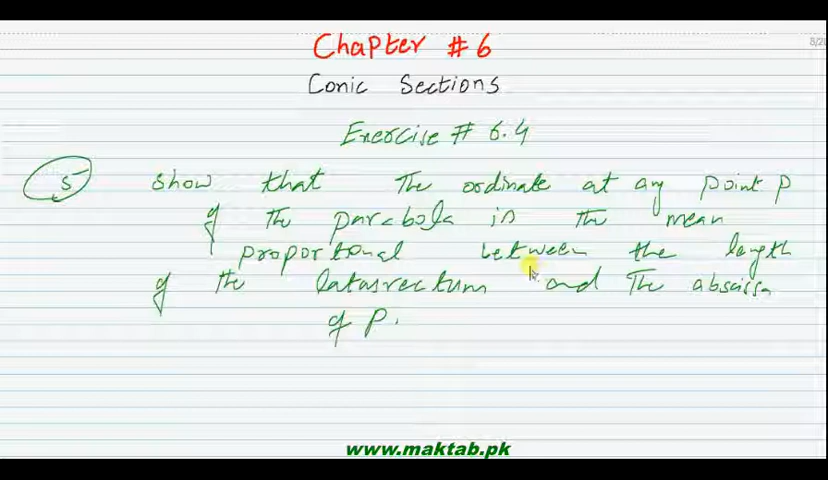 Chapter # 6
Conic Sections
Exercise # 6.4
5 show that The ordinate at any point P
of the parabola is the mean
proportional between the length
of the latusrectum and The abscissa
of P.
www.maktab.pk